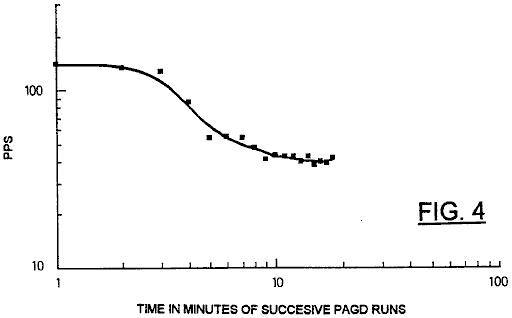 100
PPS
10
1
10
100
FIG. 4
TIME IN MINUTES OF SUCCESIVE PAGD RUNS